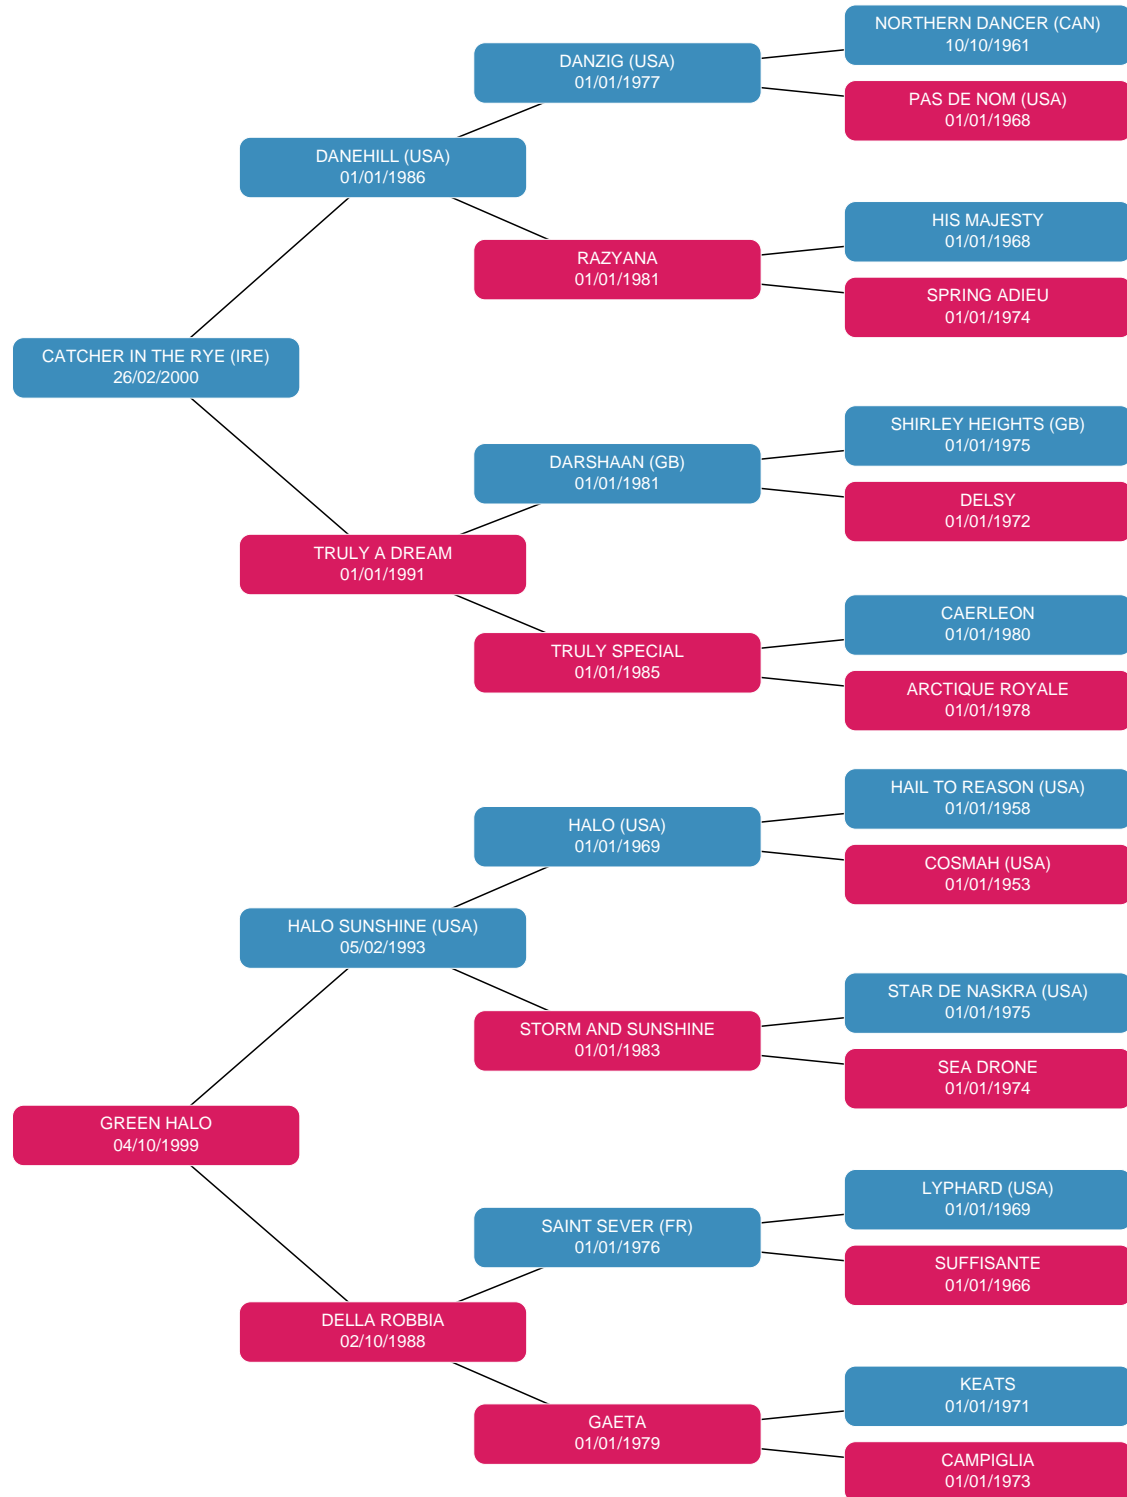 NORTHERN DANCER (CAN)
10/10/1961
DANZIG (USA)
01/01/1977
PAS DE NOM (USA)
01/01/1968
DANEHILL (USA)
01/01/1986
HIS MAJESTY
01/01/1968
RAZYANA
01/01/1981
SPRING ADIEU
01/01/1974
CATCHER IN THE RYE (IRE)
26/02/2000
SHIRLEY HEIGHTS (GB)
01/01/1975
DARSHAAN (GB)
01/01/1981
DELSY
01/01/1972
TRULY A DREAM
01/01/1991
CAERLEON
01/01/1980
TRULY SPECIAL
01/01/1985
ARCTIQUE ROYALE
01/01/1978
HAIL TO REASON (USA)
01/01/1958
HALO (USA)
01/01/1969
COSMAH (USA)
01/01/1953
HALO SUNSHINE (USA)
05/02/1993
STAR DE NASKRA (USA)
01/01/1975
STORM AND SUNSHINE
01/01/1983
SEA DRONE
01/01/1974
GREEN HALO
04/10/1999
LYPHARD (USA)
01/01/1969
SAINT SEVER (FR)
01/01/1976
SUFFISANTE
01/01/1966
DELLA ROBBIA
02/10/1988
KEATS
01/01/1971
GAETA
01/01/1979
CAMPIGLIA
01/01/1973